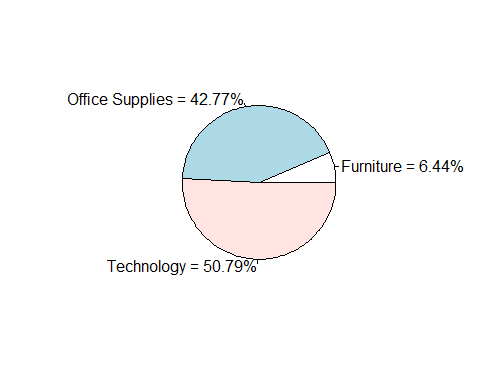 Office Supplies = 42.77%
Furniture = 6.44%
Technology = 50.79%